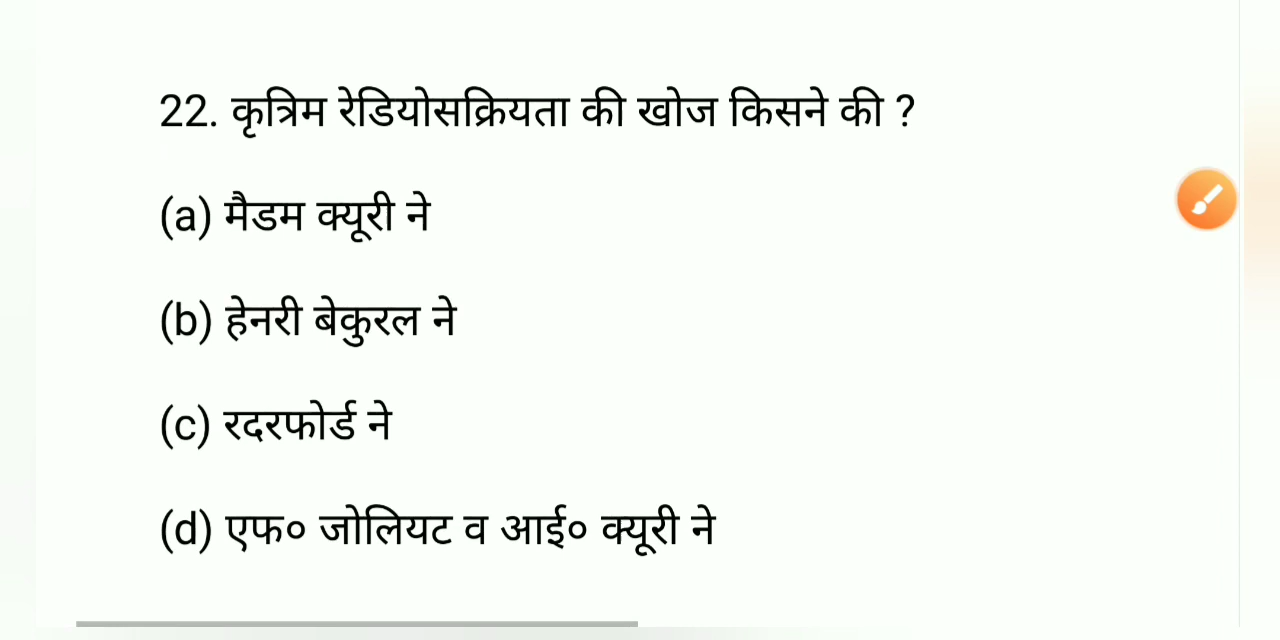 22. कृत्रिम रेडियोसक्रियता की खोज किसने की ?
(a) मैडम क्यूरी ने
(b) हेनरी बेकुरल ने
(c) रदरफोर्ड ने
(d) एफ० जोलियट व आई० क्यूरी ने